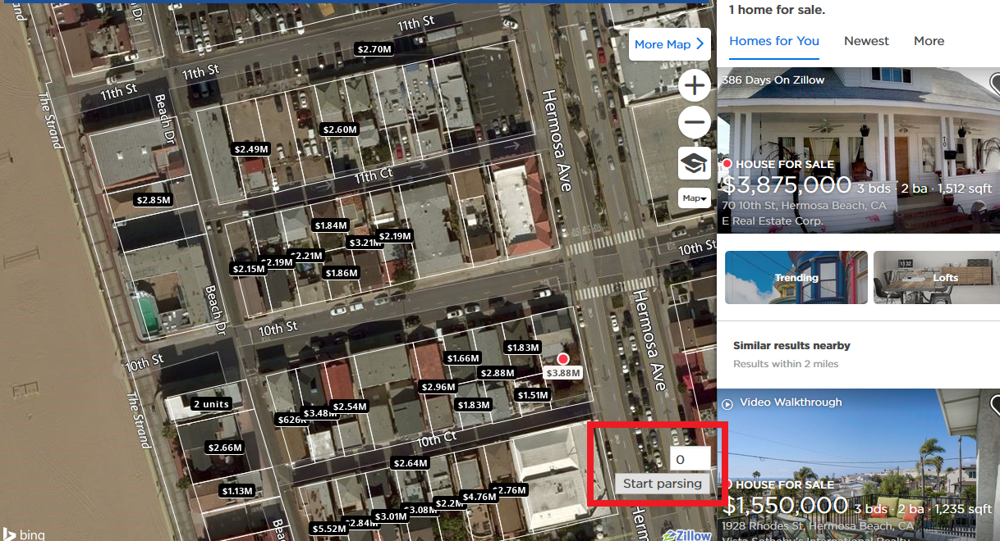 11th St
$2.70M
11th St
11th St
The Strand
Beach Dr
$2.60M
$2.49M
Hermosa Ave
11th Ct
$2.85M
$1.84M
$3.21M
$2.19M
$2.21M
$2.19M
$2.15M
$1.86M
10th St
Beach Dr
10th St
10th St
Hermosa Ave
$1.83M
$1.66M
$2.88M
$3.88M
$2.96M
$1.51M
$1.83M
2 units
$2.54M
$3.48M
$626K
The Strand
$2.66M
10th Ct
$2.64M
$1.13M
$2.76M
$4.76M
$2.2
$3.08M
$3.01M
$2.84M
$5.52M
bing
Zillow
More Map
Map
0
Start parsing
1 home for sale.
Homes for You Newest More
386 Days On Zillow
HOUSE FOR SALE
$3,875,000 3 bds · 2 ba · 1,512 sqft
70 10th St, Hermosa Beach, CA
E Real Estate Corp.
Trending
Lofts
Similar results nearby
Results within 2 miles
Video Walkthrough
HOUSE FOR SALE
$1,550,000 3 bds · 2 ba · 1,235 sqft
1928 Rhodes St, Hermosa Beach, CA
Vista Sotheby's International Realty